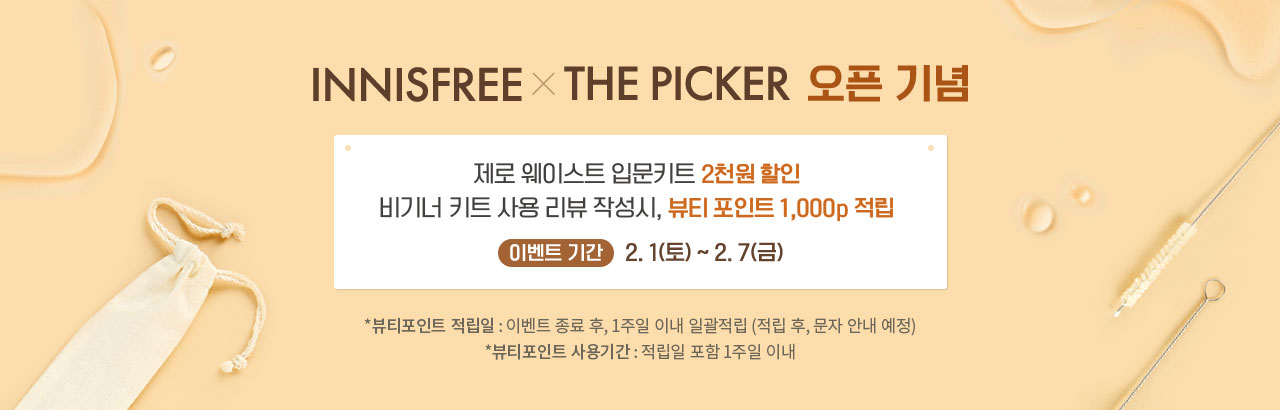 INNISFREE × THE PICKER 오픈 기념
제로 웨이스트 입문키트 2천원 할인
비기너 키트 사용 리뷰 작성시, 뷰티 포인트 1,000p 적립
이벤트 기간 2. 1(토) ~ 2. 7(금)
*뷰티포인트 적립일 : 이벤트 종료 후, 1주일 이내 일괄적립 (적립 후, 문자 안내 예정)
*뷰티포인트 사용기간 : 적립일 포함 1주일 이내